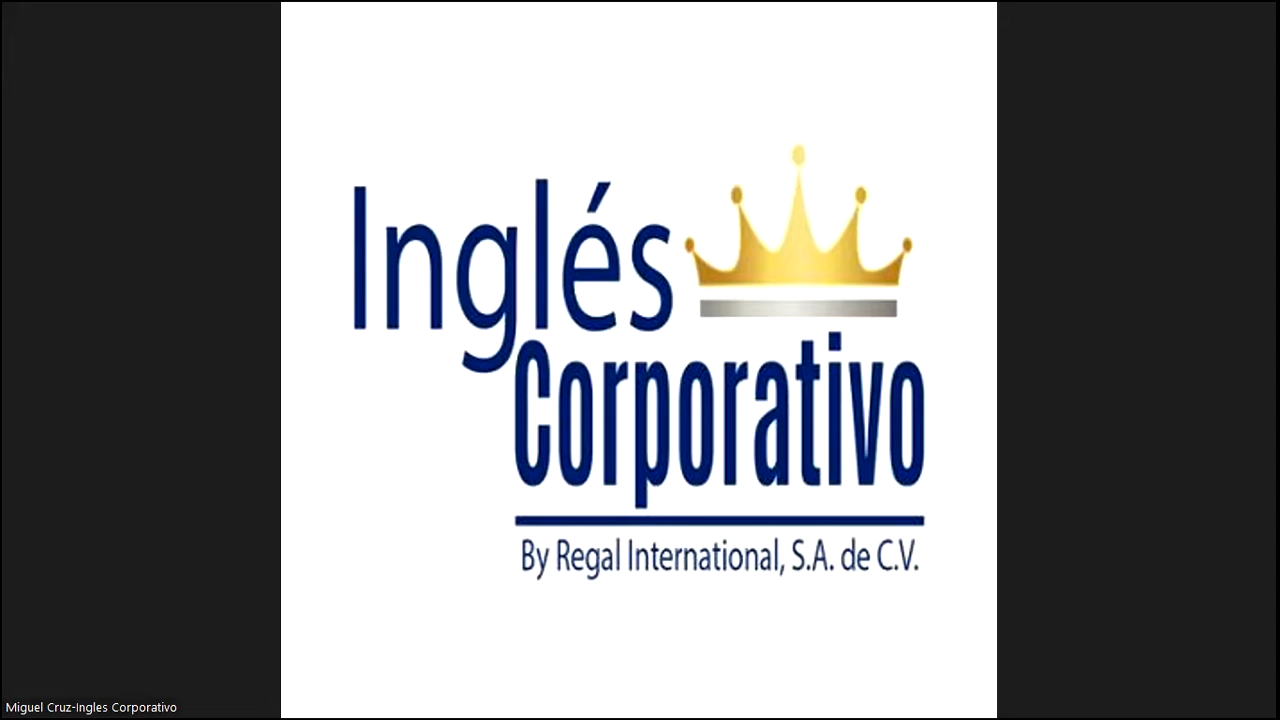 Inglés
Corporativo
By Regal International, S.A. de C.V.
Miguel Cruz-Ingles Corporativo